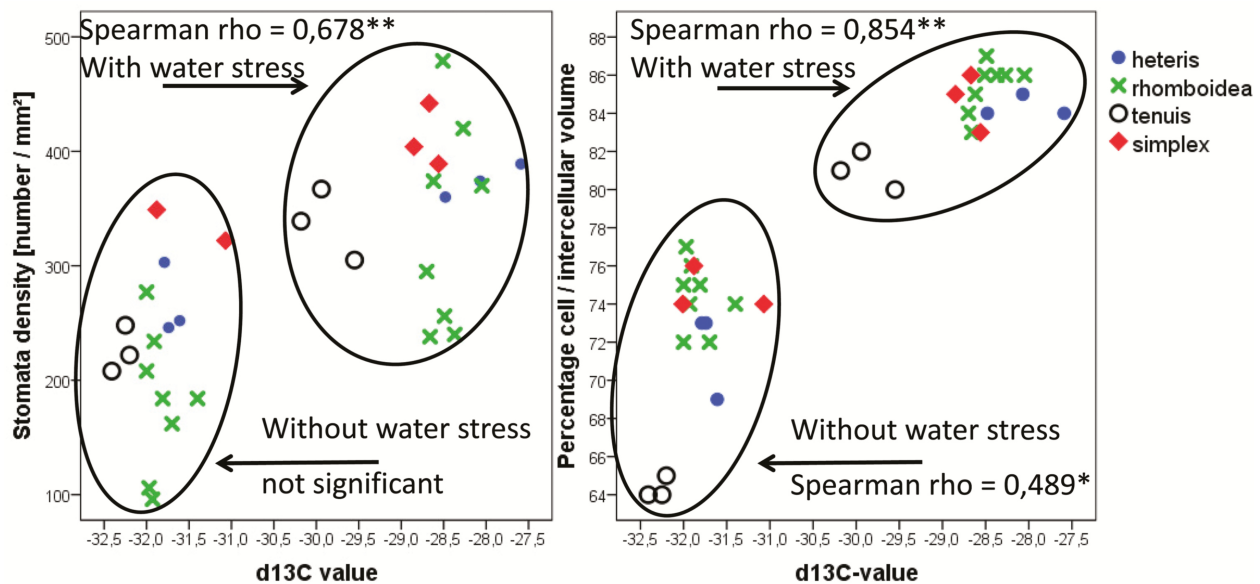 Spearman rho = 0,678**
With water stress
Without water stress
not significant
Stomata density [number / mm²]
500
400
300
200
100
-32,5 -32,0 -31,5 -31,0 -30,5 -30,0 -29,5 -29,0 -28,5 -28,0 -27,5
d13C value
Spearman rho = 0,854**
With water stress
Without water stress
Spearman rho = 0,489*
Percentage cell / intercellular volume
88
86
84
82
80
78
76
74
72
70
68
66
64
-32,5 -32,0 -31,5 -31,0 -30,5 -30,0 -29,5 -29,0 -28,5 -28,0 -27,5
d13C-value
heteris
rhomboidea
tenuis
simplex